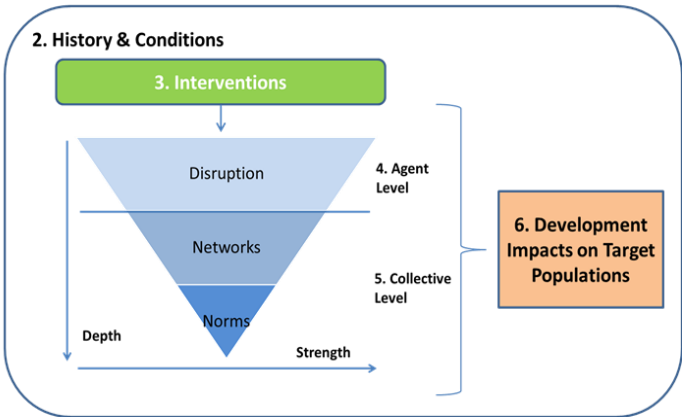 2. History & Conditions
3. Interventions
Disruption
4. Agent
Level
Networks
5. Collective
Level
Norms
Depth
Strength
6. Development
Impacts on Target
Populations